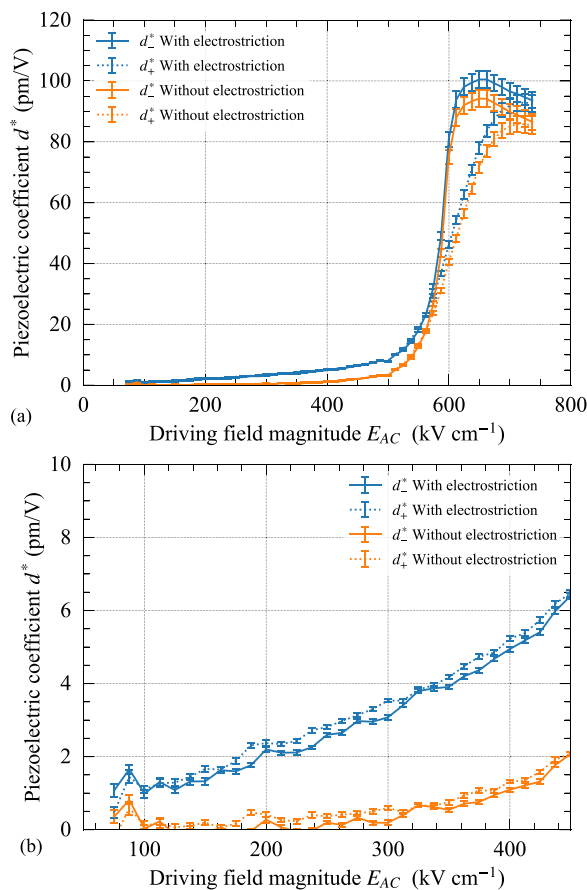 120
100
80
60
40
20
0
Piezoelectric coefficient d* (pm/V)
d*₋ With electrostriction
d*₊ With electrostriction
d*₋ Without electrostriction
d*₊ Without electrostriction
0 200 400 600 800
(a)
Driving field magnitude E_AC (kV cm⁻¹)
10
8
6
4
2
0
Piezoelectric coefficient d* (pm/V)
d*₋ With electrostriction
d*₊ With electrostriction
d*₋ Without electrostriction
d*₊ Without electrostriction
100 200 300 400
(b)
Driving field magnitude E_AC (kV cm⁻¹)